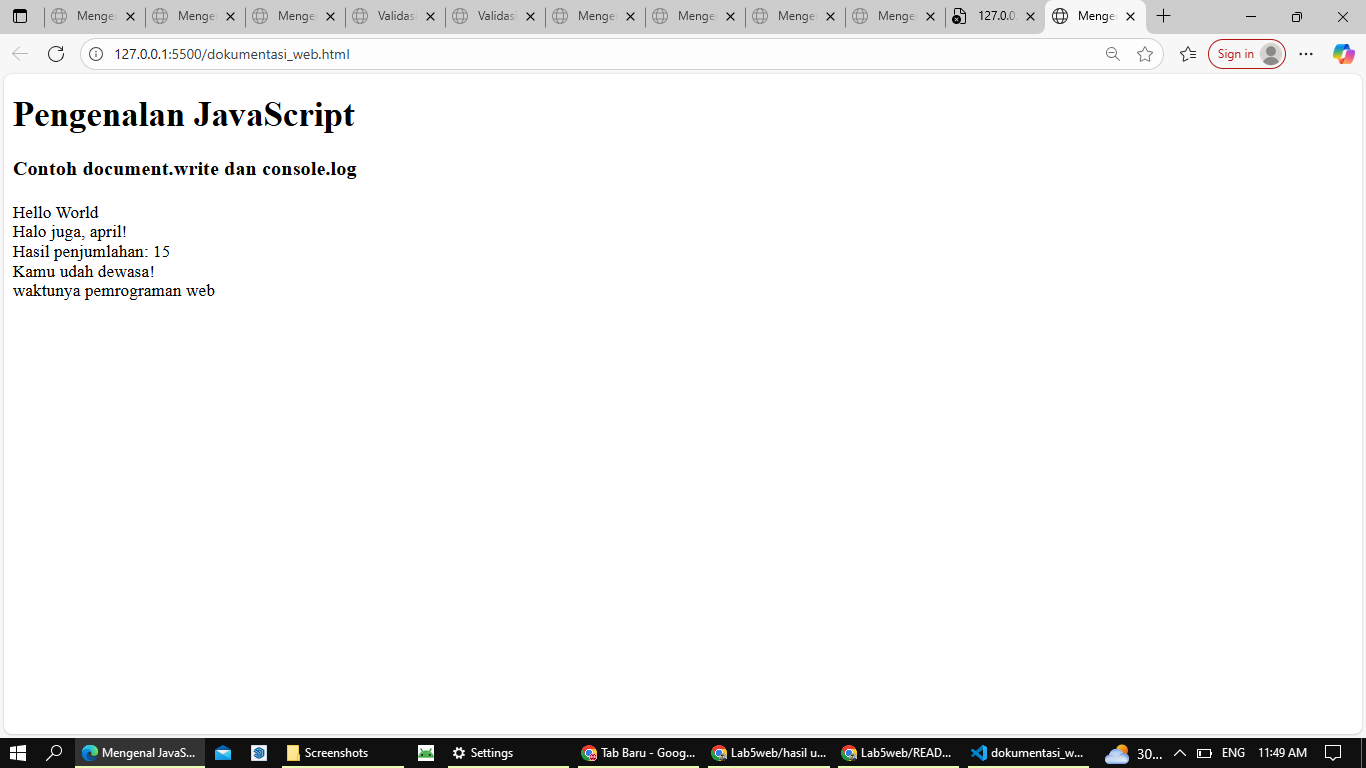 Menge Menge Menge Validas Validas Menge Menge Menge Menge 127.0.0. Menge
127.0.0.1:5500/dokumentasi_web.html Sign in
Pengenalan JavaScript
Contoh document.write dan console.log
Hello World
Halo juga, april!
Hasil penjumlahan: 15
Kamu udah dewasa!
waktunya pemrograman web
Mengenal JavaS... Screenshots Settings Tab Baru - Goog... Lab5web/hasil u... Lab5web/READ... dokumentasi_w... 30... ENG 11:49 AM